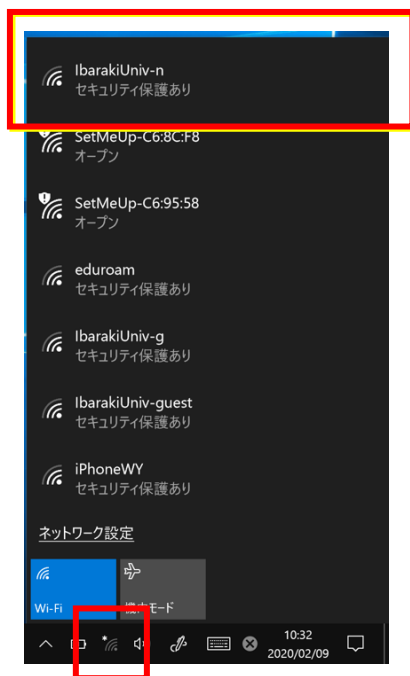 IbarakiUniv-n
セキュリティ保護あり
SetMeUp-C6:8C:F8
オープン
SetMeUp-C6:95:58
オープン
eduroam
セキュリティ保護あり
IbarakiUniv-g
セキュリティ保護あり
IbarakiUniv-guest
セキュリティ保護あり
iPhoneWY
セキュリティ保護あり
ネットワーク設定
Wi-Fi
機内モード
10:32
2020/02/09